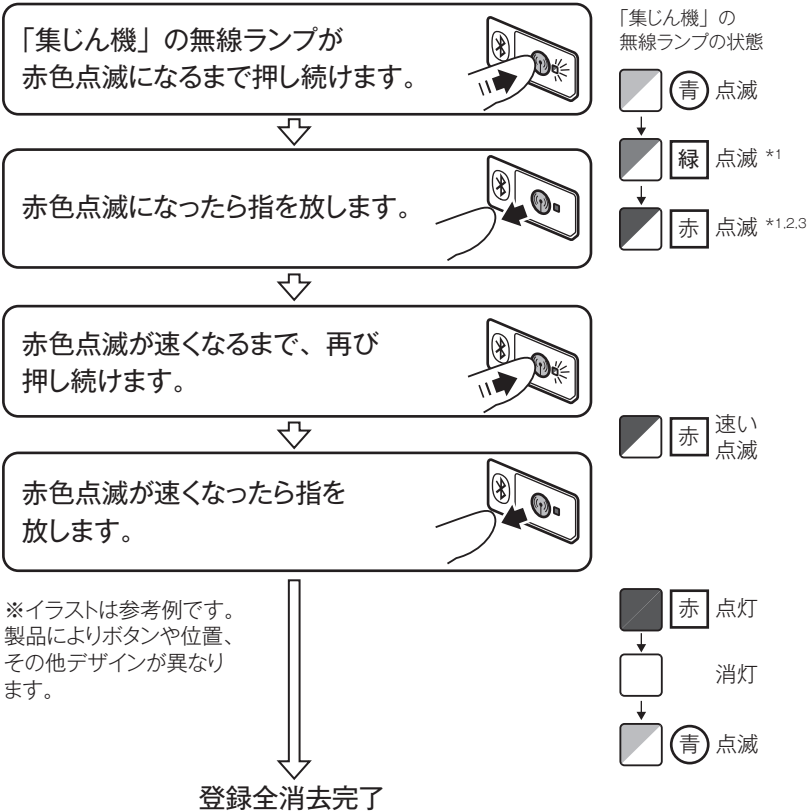 「集じん機」の無線ランプが
赤色点滅になるまで押し続けます。
赤色点滅になったら指を放します。
赤色点滅が速くなるまで、再び
押し続けます。
赤色点滅が速くなったら指を
放します。
※イラストは参考例です。
製品によりボタンや位置、
その他デザインが異なり
ます。
登録全消去完了
「集じん機」の
無線ランプの状態
青 点滅
緑 点滅 *1
赤 点滅 *1,2,3
赤 速い
点滅
赤 点灯
消灯
青 点滅